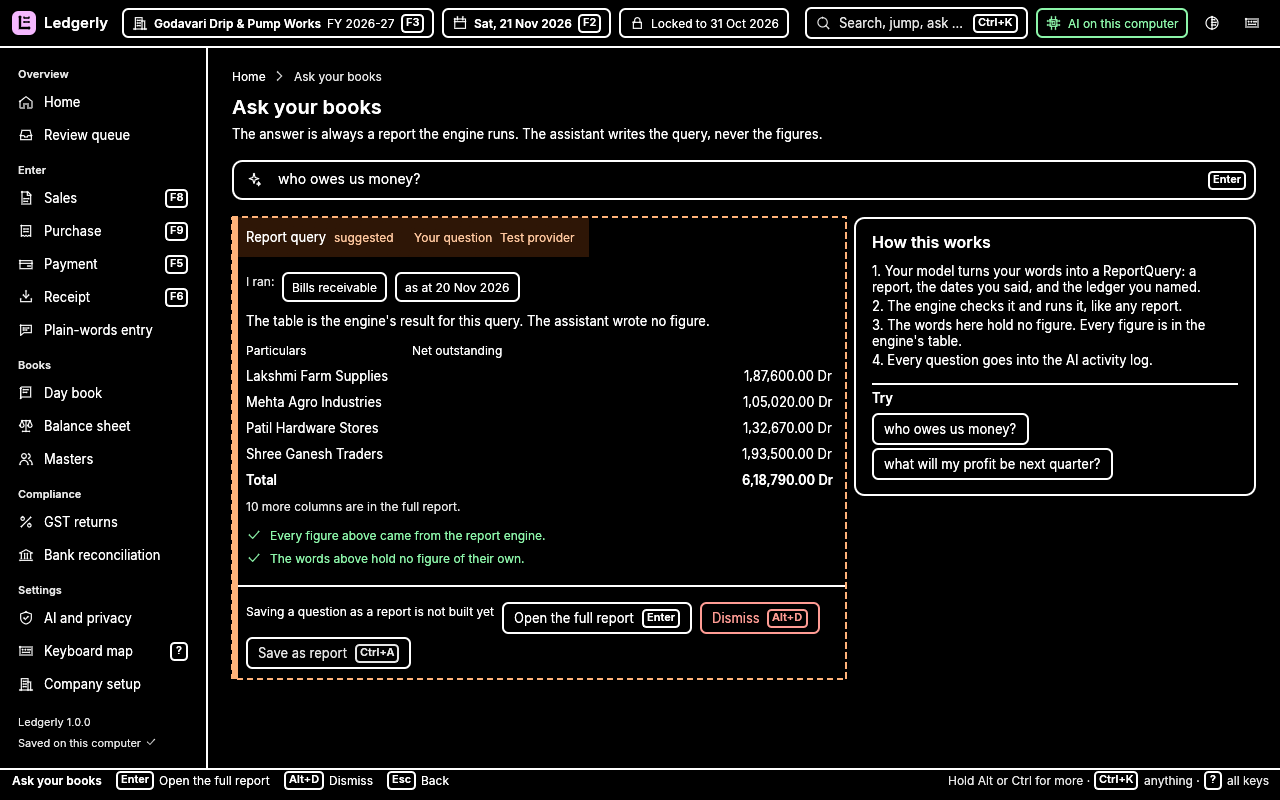 Ledgerly
Godavari Drip & Pump Works FY 2026-27 F3
Sat, 21 Nov 2026 F2
Locked to 31 Oct 2026
Search, jump, ask ... Ctrl+K
AI on this computer
Overview
Home
Review queue
Enter
Sales F8
Purchase F9
Payment F5
Receipt F6
Plain-words entry
Books
Day book
Balance sheet
Masters
Compliance
GST returns
Bank reconciliation
Settings
AI and privacy
Keyboard map ?
Company setup
Ledgerly 1.0.0
Saved on this computer
Home > Ask your books
Ask your books
The answer is always a report the engine runs. The assistant writes the query, never the figures.
who owes us money? Enter
Report query suggested Your question Test provider
I ran: Bills receivable as at 20 Nov 2026
The table is the engine's result for this query. The assistant wrote no figure.
Particulars Net outstanding
Lakshmi Farm Supplies 1,87,600.00 Dr
Mehta Agro Industries 1,05,020.00 Dr
Patil Hardware Stores 1,32,670.00 Dr
Shree Ganesh Traders 1,93,500.00 Dr
Total 6,18,790.00 Dr
10 more columns are in the full report.
Every figure above came from the report engine.
The words above hold no figure of their own.
Saving a question as a report is not built yet Open the full report Enter Dismiss Alt+D
Save as report Ctrl+A
How this works
1. Your model turns your words into a ReportQuery: a
report, the dates you said, and the ledger you named.
2. The engine checks it and runs it, like any report.
3. The words here hold no figure. Every figure is in the
engine's table.
4. Every question goes into the AI activity log.
Try
who owes us money?
what will my profit be next quarter?
Ask your books Enter Open the full report Alt+D Dismiss Esc Back
Hold Alt or Ctrl for more · Ctrl+K anything · ? all keys